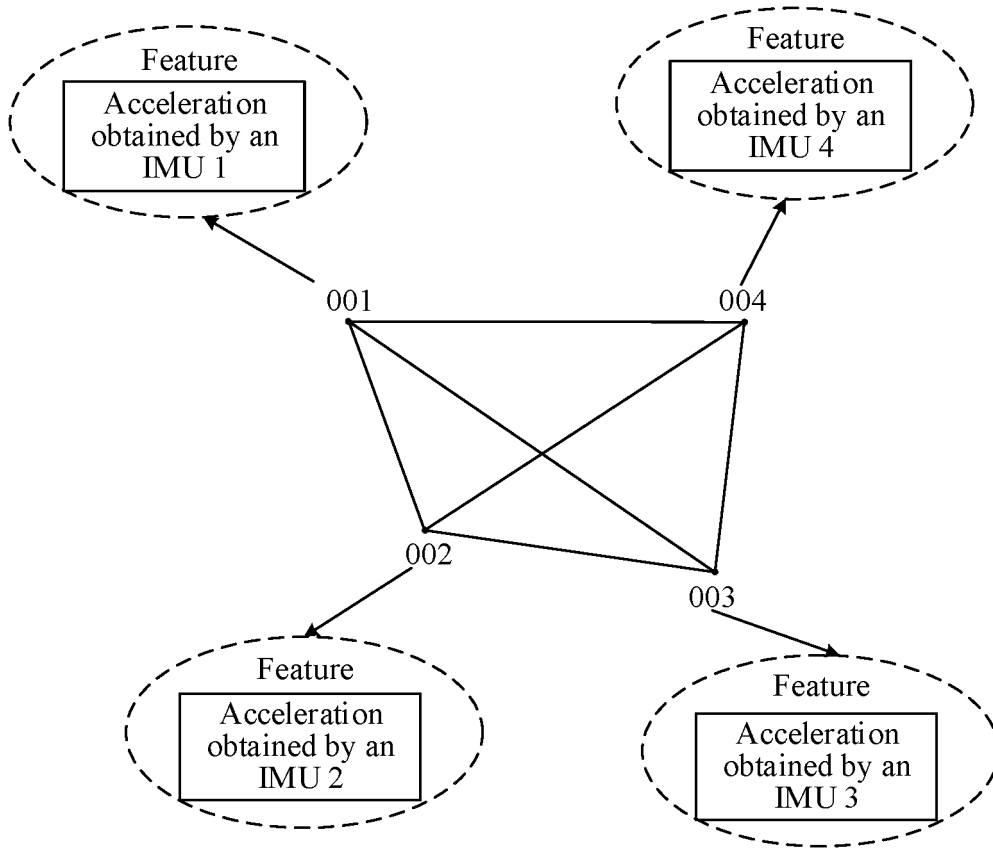 Feature
Acceleration
obtained by an
IMU 1
Feature
Acceleration
obtained by an
IMU 4
001
004
002
003
Feature
Acceleration
obtained by an
IMU 2
Feature
Acceleration
obtained by an
IMU 3